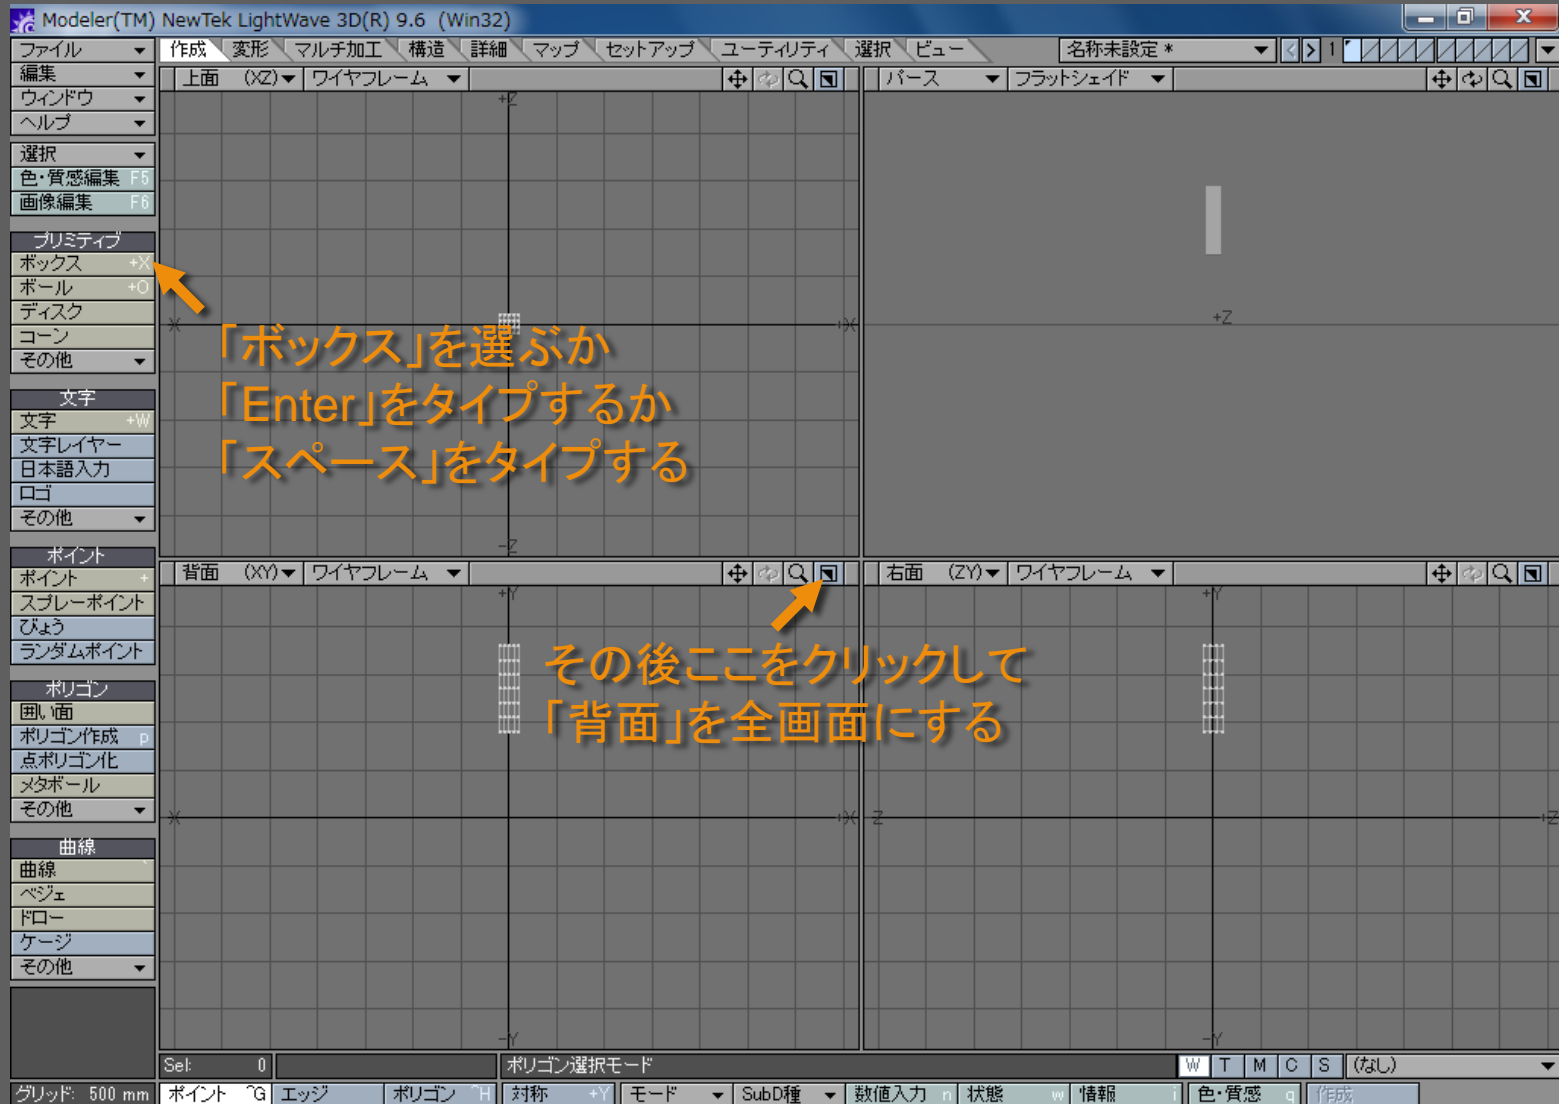 Modeler(TM) NewTek LightWave 3D(R) 9.6 (Win32)
ファイル
作成 変形 マルチ加工 構造 詳細 マップ セットアップ ユーティリティ 選択 ビュー 名称未設定 * < > 1
編集
上面 (XZ) ワイヤフレーム
パース フラットシェイド
ウィンドウ
ヘルプ
選択
色・質感編集 F5
画像編集 F6
プリミティブ
ボックス +X
ボール +O
ディスク
コーン
その他
文字
文字 +W
文字レイヤー
日本語入力
ロゴ
その他
ポイント
ポイント +
スプレーポイント
びょう
ランダムポイント
ポリゴン
囲い面
ポリゴン作成 p
点ポリゴン化
メタボール
その他
曲線
曲線 `
ベジェ
ドロー
ケージ
その他
+Z
-X +X
-Z
+Z
「ボックス」を選ぶか
「Enter」をタイプするか
「スペース」をタイプする
背面 (XY) ワイヤフレーム
右面 (ZY) ワイヤフレーム
+Y
-X +X
-Y
+Y
-Z +Z
-Y
その後ここをクリックして
「背面」を全画面にする
Sel: 0 ポリゴン選択モード W T M C S (なし)
グリッド: 500 mm ポイント ^G エッジ ポリゴン ^H 対称 +Y モード SubD種 数値入力 n 状態 w 情報 i 色・質感 q 作成